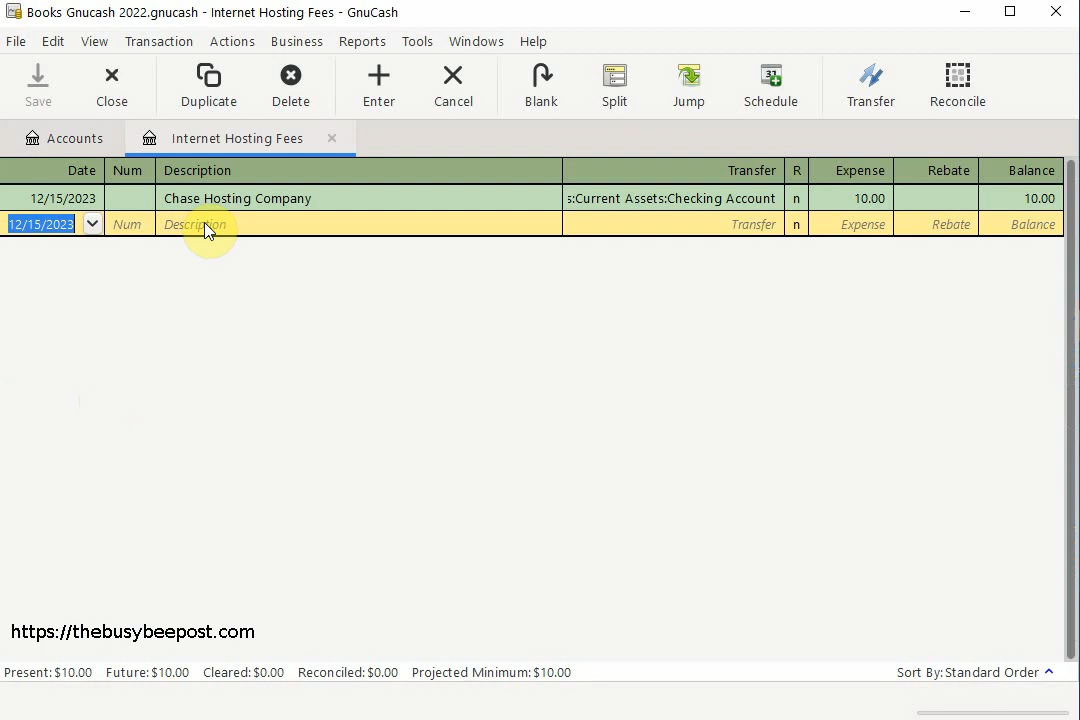 Books Gnucash 2022.gnucash - Internet Hosting Fees - GnuCash
File Edit View Transaction Actions Business Reports Tools Windows Help
Save Close Duplicate Delete Enter Cancel Blank Split Jump Schedule Transfer Reconcile
Accounts Internet Hosting Fees
Date Num Description Transfer R Expense Rebate Balance
12/15/2023 Chase Hosting Company s:Current Assets:Checking Account n 10.00 10.00
12/15/2023 Num Description Transfer n Expense Rebate Balance
https://thebusybeepost.com
Present: $10.00 Future: $10.00 Cleared: $0.00 Reconciled: $0.00 Projected Minimum: $10.00 Sort By: Standard Order